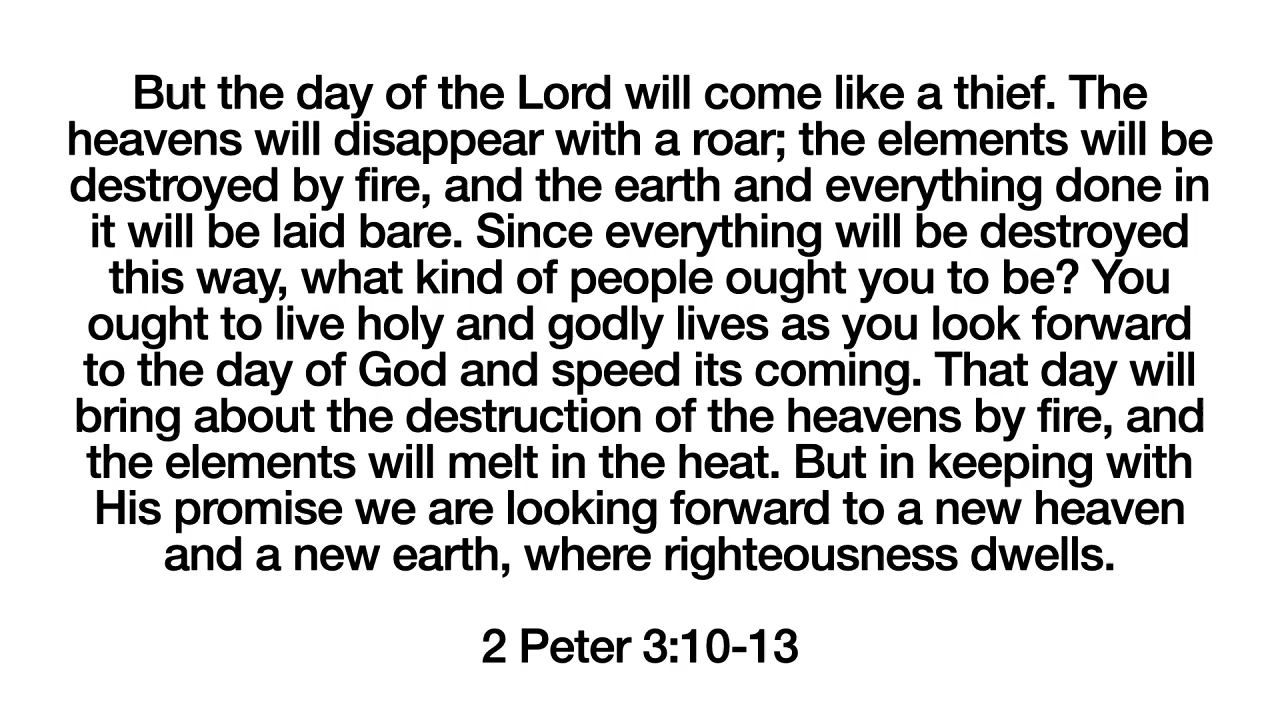 But the day of the Lord will come like a thief. The
heavens will disappear with a roar; the elements will be
destroyed by fire, and the earth and everything done in
it will be laid bare. Since everything will be destroyed
this way, what kind of people ought you to be? You
ought to live holy and godly lives as you look forward
to the day of God and speed its coming. That day will
bring about the destruction of the heavens by fire, and
the elements will melt in the heat. But in keeping with
His promise we are looking forward to a new heaven
and a new earth, where righteousness dwells.
2 Peter 3:10-13